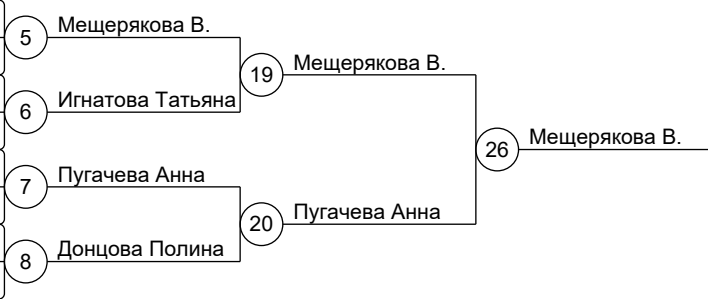 5
Мещерякова В.
19
Мещерякова В.
6
Игнатова Татьяна
26
Мещерякова В.
7
Пугачева Анна
20
Пугачева Анна
8
Донцова Полина